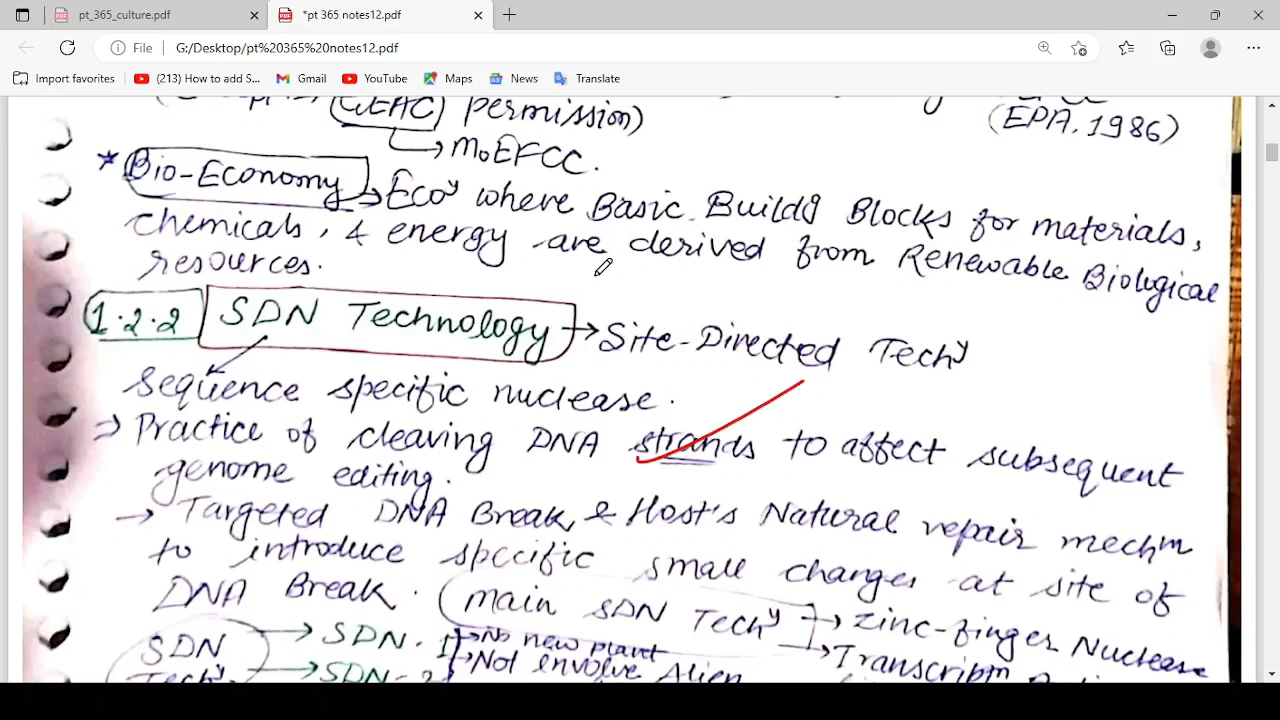 pt_365_culture.pdf
*pt 365 notes12.pdf
File G:/Desktop/pt%20365%20notes12.pdf
Import favorites (213) How to add S... Gmail YouTube Maps News Translate
(GEAC) permission)
(EPA, 1986)
→ MoEFCC.
* Bio-Economy → Ecoy where Basic Buildg Blocks for materials,
chemicals, & energy are derived from Renewable Biological
resources.
1.2.2 SDN Technology → Site-Directed Techy
Sequence specific nuclease.
⇒ Practice of cleaving DNA strands to affect subsequent
genome editing.
→ Targeted DNA Break, & Host's Natural repair mechm
to introduce specific small changes at site of
DNA Break. (main SDN Techy → Zinc-finger Nuclease
SDN → SDN-1 → No new plant → Transcriptn
Techy → SDN-2 → Not involve Alien